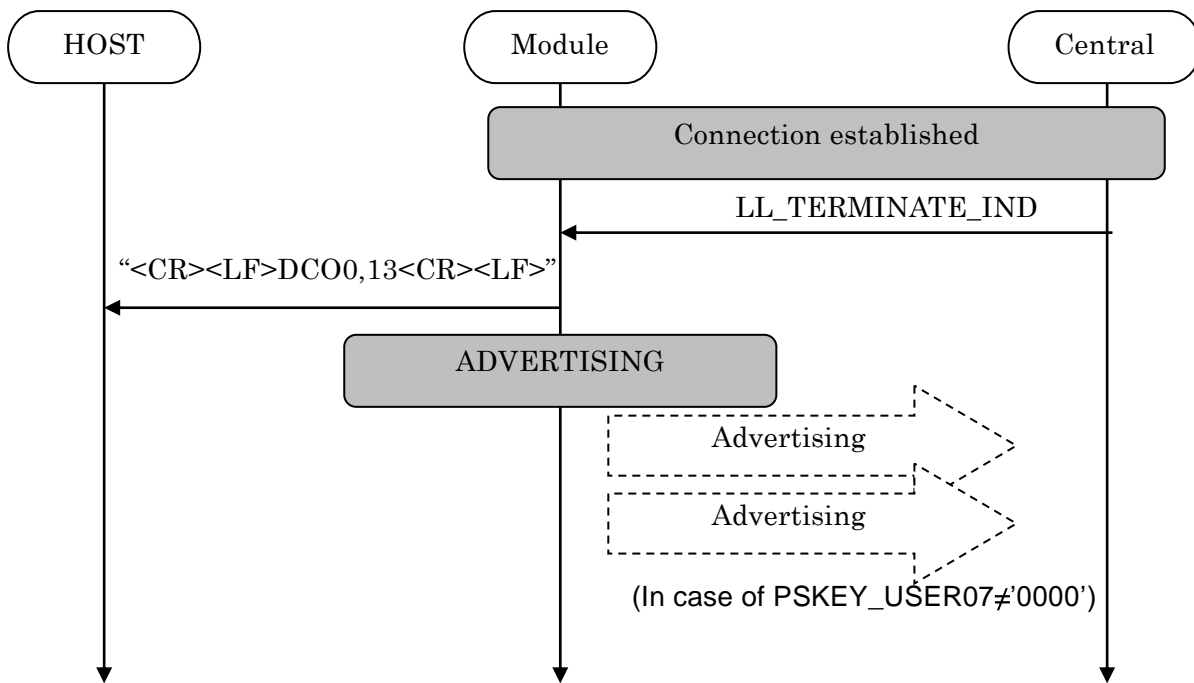 HOST
Module
Central
Connection established
LL_TERMINATE_IND
“<CR><LF>DCO0,13<CR><LF>”
ADVERTISING
Advertising
Advertising
(In case of PSKEY_USER07≠'0000')